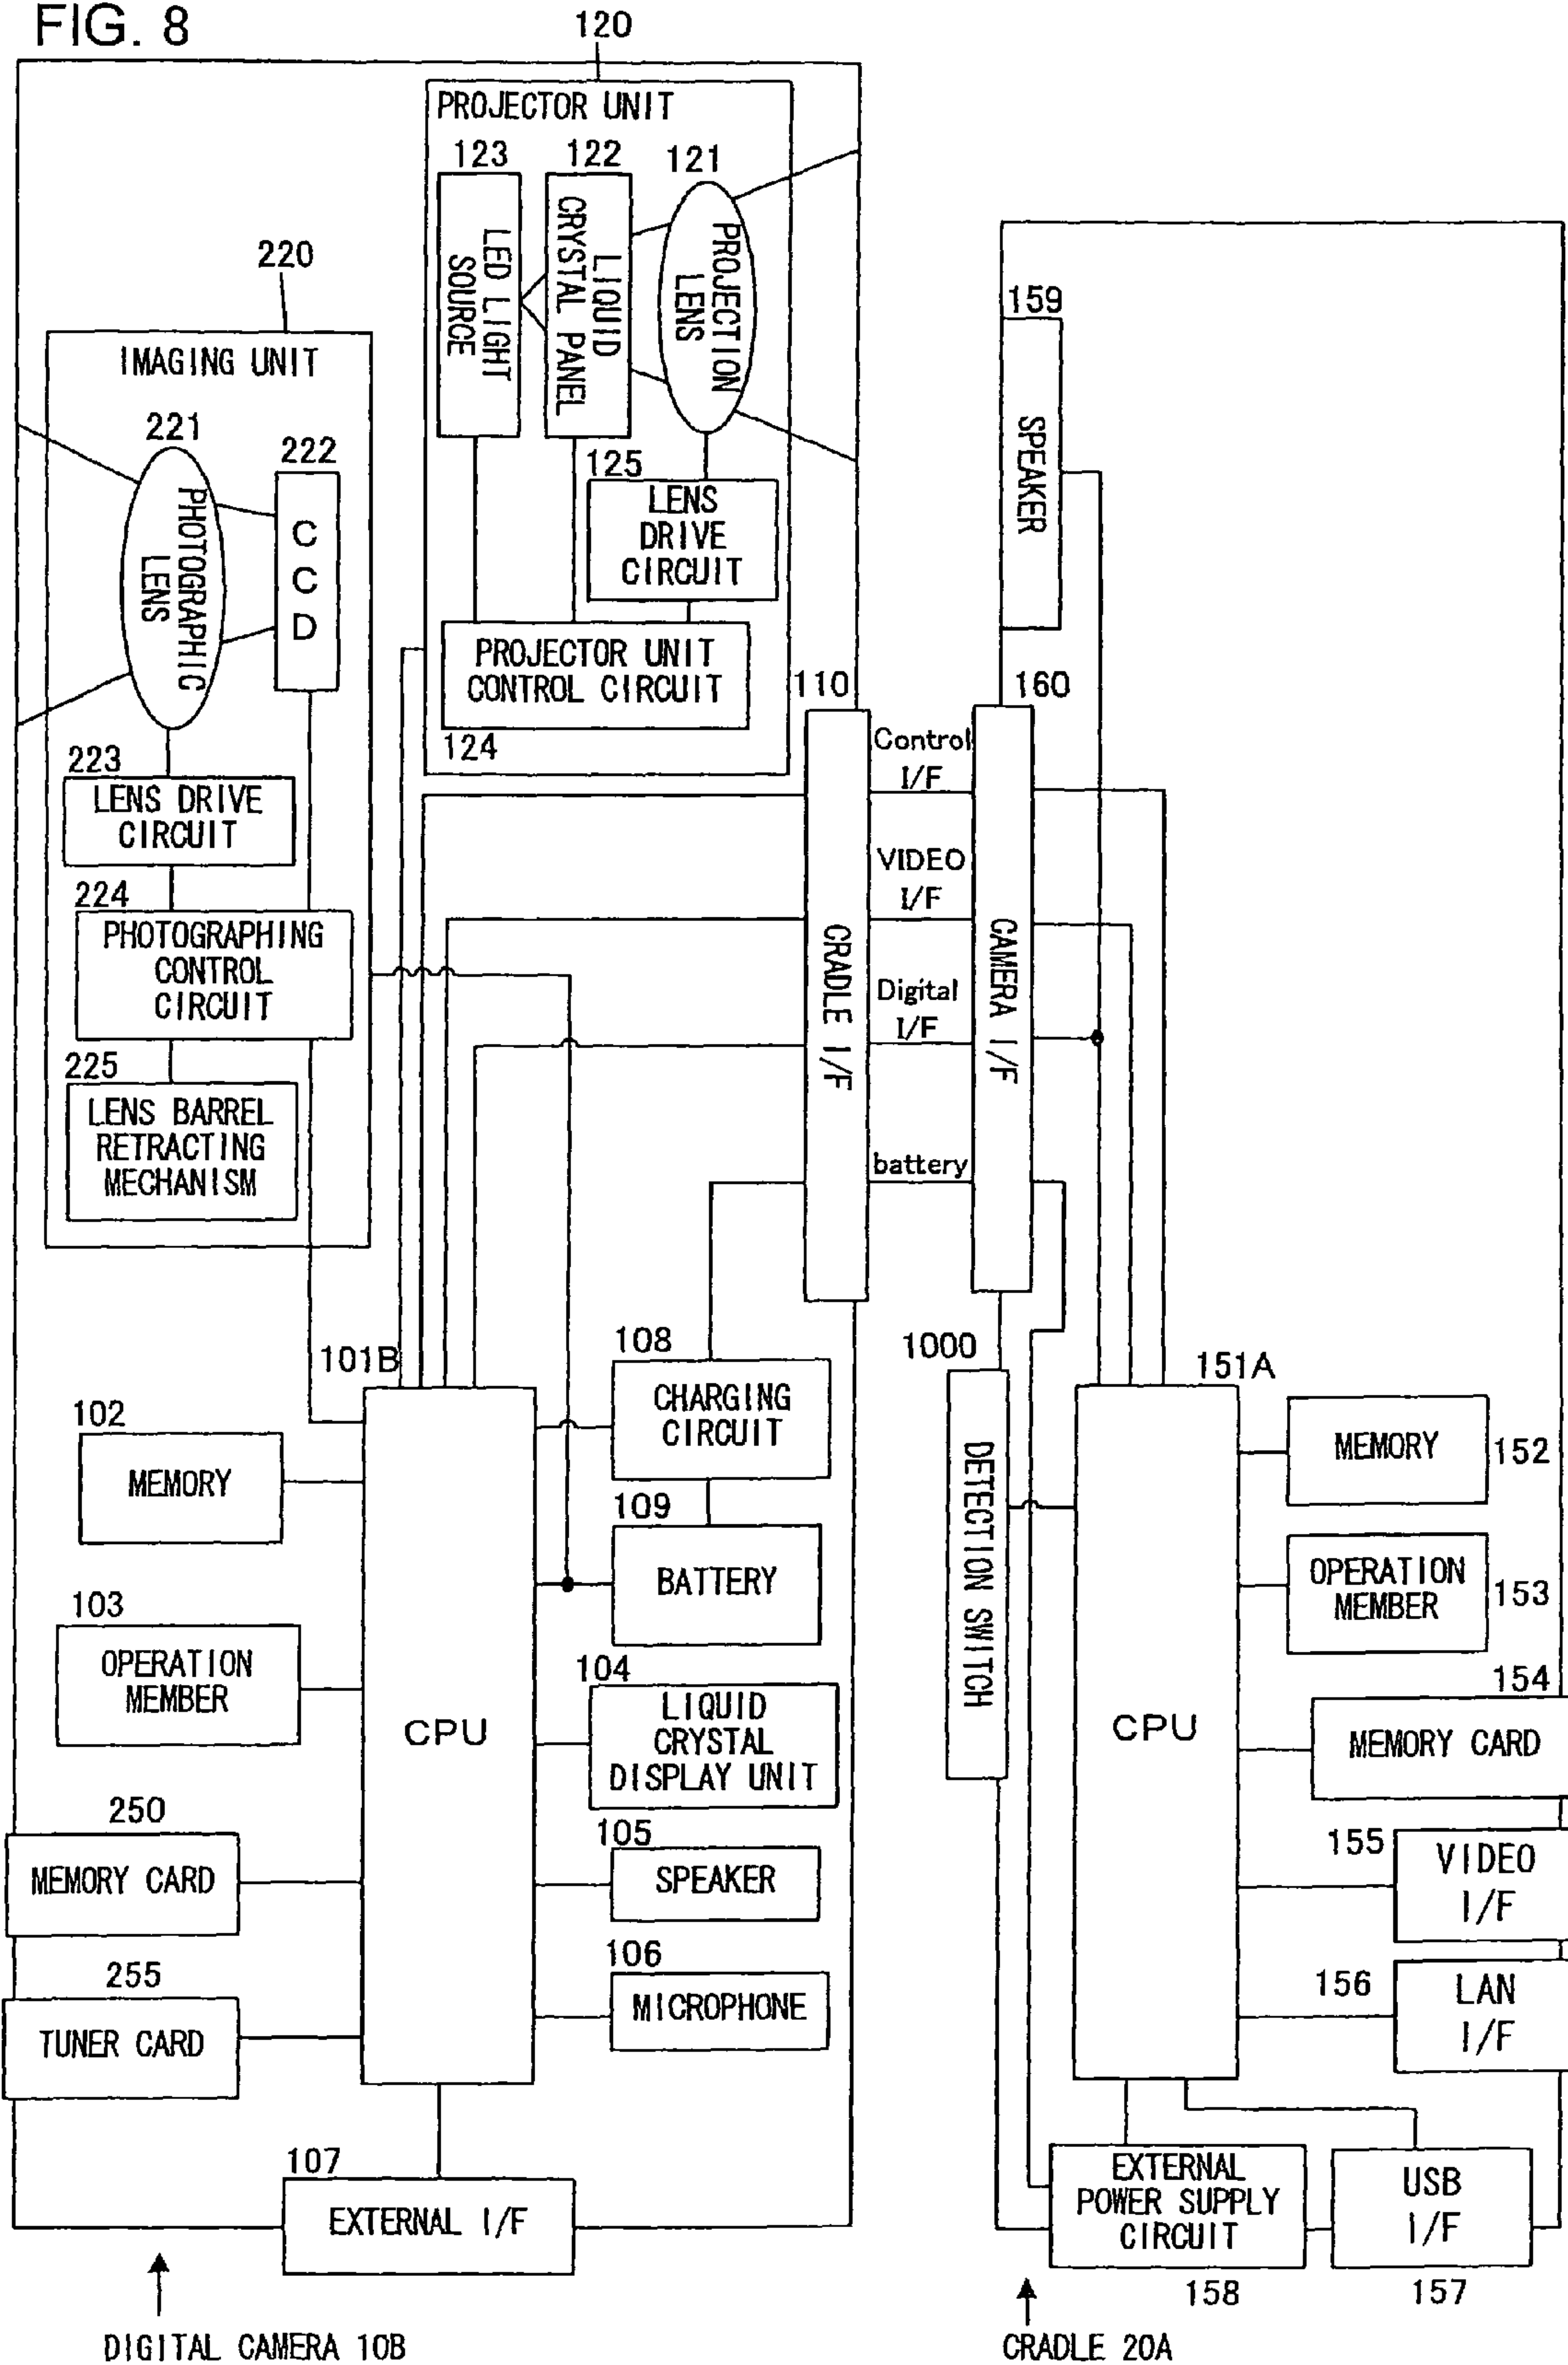 FIG. 8
120
PROJECTOR UNIT
123
122
121
LED LIGHT
SOURCE
LIQUID
CRYSTAL PANEL
PROJECTION
LENS
125
LENS
DRIVE
CIRCUIT
PROJECTOR UNIT
CONTROL CIRCUIT
124
220
IMAGING UNIT
221
222
PHOTOGRAPHIC
LENS
C
C
D
223
LENS DRIVE
CIRCUIT
224
PHOTOGRAPHING
CONTROL
CIRCUIT
225
LENS BARREL
RETRACTING
MECHANISM
110
CRADLE I/F
Control
I/F
VIDEO
I/F
Digital
I/F
battery
160
CAMERA I/F
159
SPEAKER
101B
CPU
102
MEMORY
103
OPERATION
MEMBER
250
MEMORY CARD
255
TUNER CARD
108
CHARGING
CIRCUIT
109
BATTERY
104
LIQUID
CRYSTAL
DISPLAY UNIT
105
SPEAKER
106
MICROPHONE
107
EXTERNAL I/F
DIGITAL CAMERA 10B
1000
DETECTION SWITCH
151A
CPU
MEMORY
152
OPERATION
MEMBER
153
154
MEMORY CARD
155
VIDEO
I/F
156
LAN
I/F
EXTERNAL
POWER SUPPLY
CIRCUIT
158
USB
I/F
157
CRADLE 20A